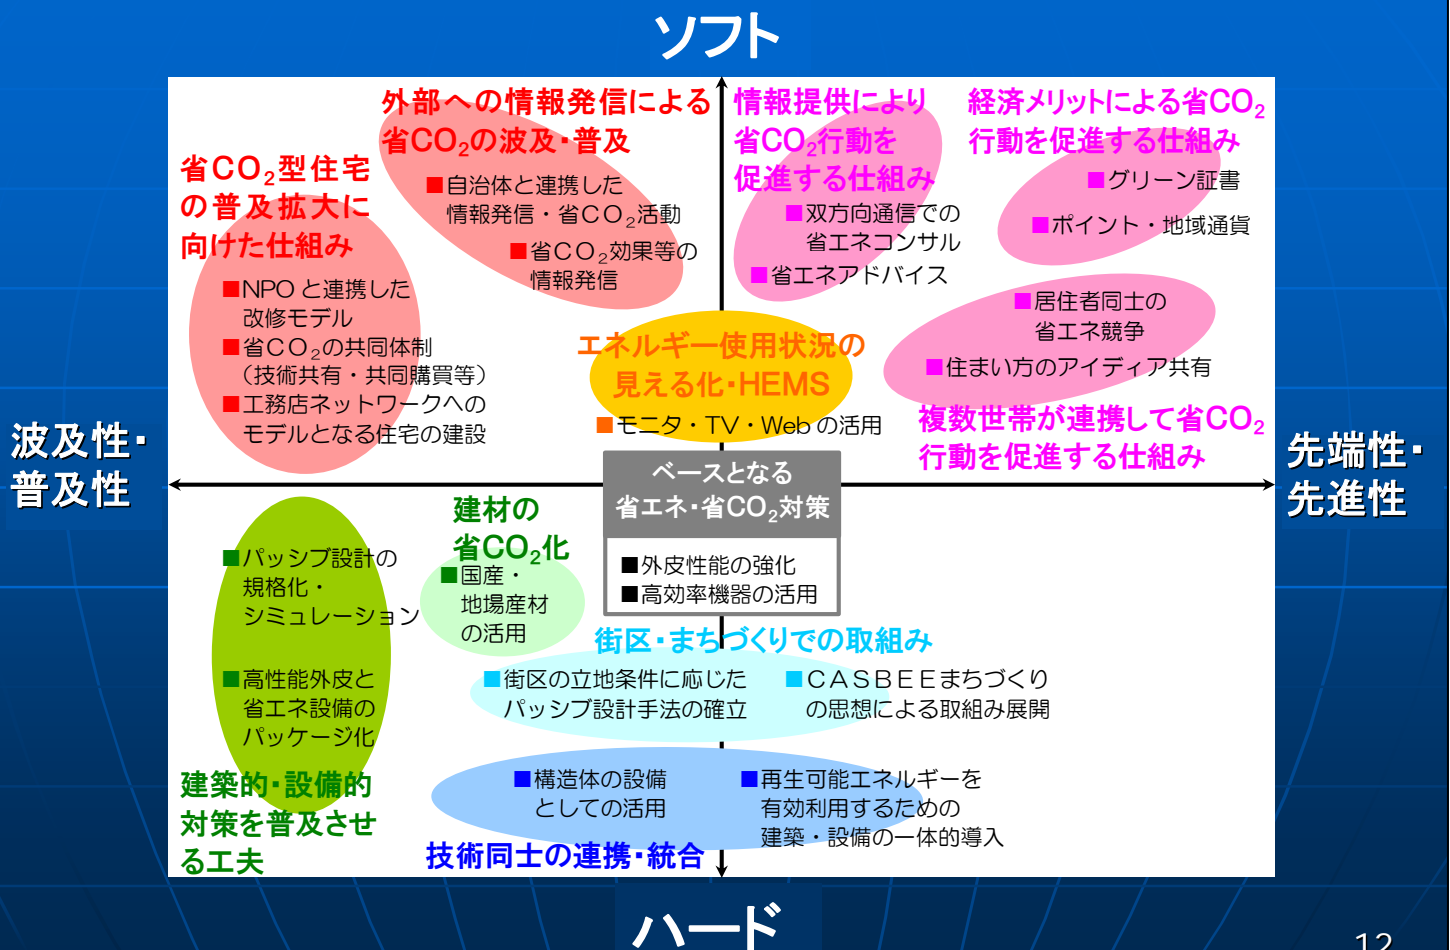 ソフト
外部への情報発信による
省CO₂の波及・普及
■自治体と連携した
情報発信・省ＣＯ₂活動
■省ＣＯ₂効果等の
情報発信
情報提供により
省CO₂行動を
促進する仕組み
■双方向通信での
省エネコンサル
■省エネアドバイス
経済メリットによる省CO₂
行動を促進する仕組み
■グリーン証書
■ポイント・地域通貨
省ＣＯ₂型住宅
の普及拡大に
向けた仕組み
■NPOと連携した
改修モデル
■省ＣＯ₂の共同体制
（技術共有・共同購買等）
■工務店ネットワークへの
モデルとなる住宅の建設
エネルギー使用状況の
見える化・HEMS
■モニタ・TV・Webの活用
■居住者同士の
省エネ競争
■住まい方のアイディア共有
複数世帯が連携して省CO₂
行動を促進する仕組み
波及性・
普及性
先端性・
先進性
ベースとなる
省エネ・省CO₂対策
■外皮性能の強化
■高効率機器の活用
建材の
省CO₂化
■国産・
地場産材
の活用
■パッシブ設計の
規格化・
シミュレーション
■高性能外皮と
省エネ設備の
パッケージ化
建築的・設備的
対策を普及させ
る工夫
街区・まちづくりでの取組み
■街区の立地条件に応じた
パッシブ設計手法の確立
■ＣＡＳＢＥＥまちづくり
の思想による取組み展開
■構造体の設備
としての活用
■再生可能エネルギーを
有効利用するための
建築・設備の一体的導入
技術同士の連携・統合
ハード
12